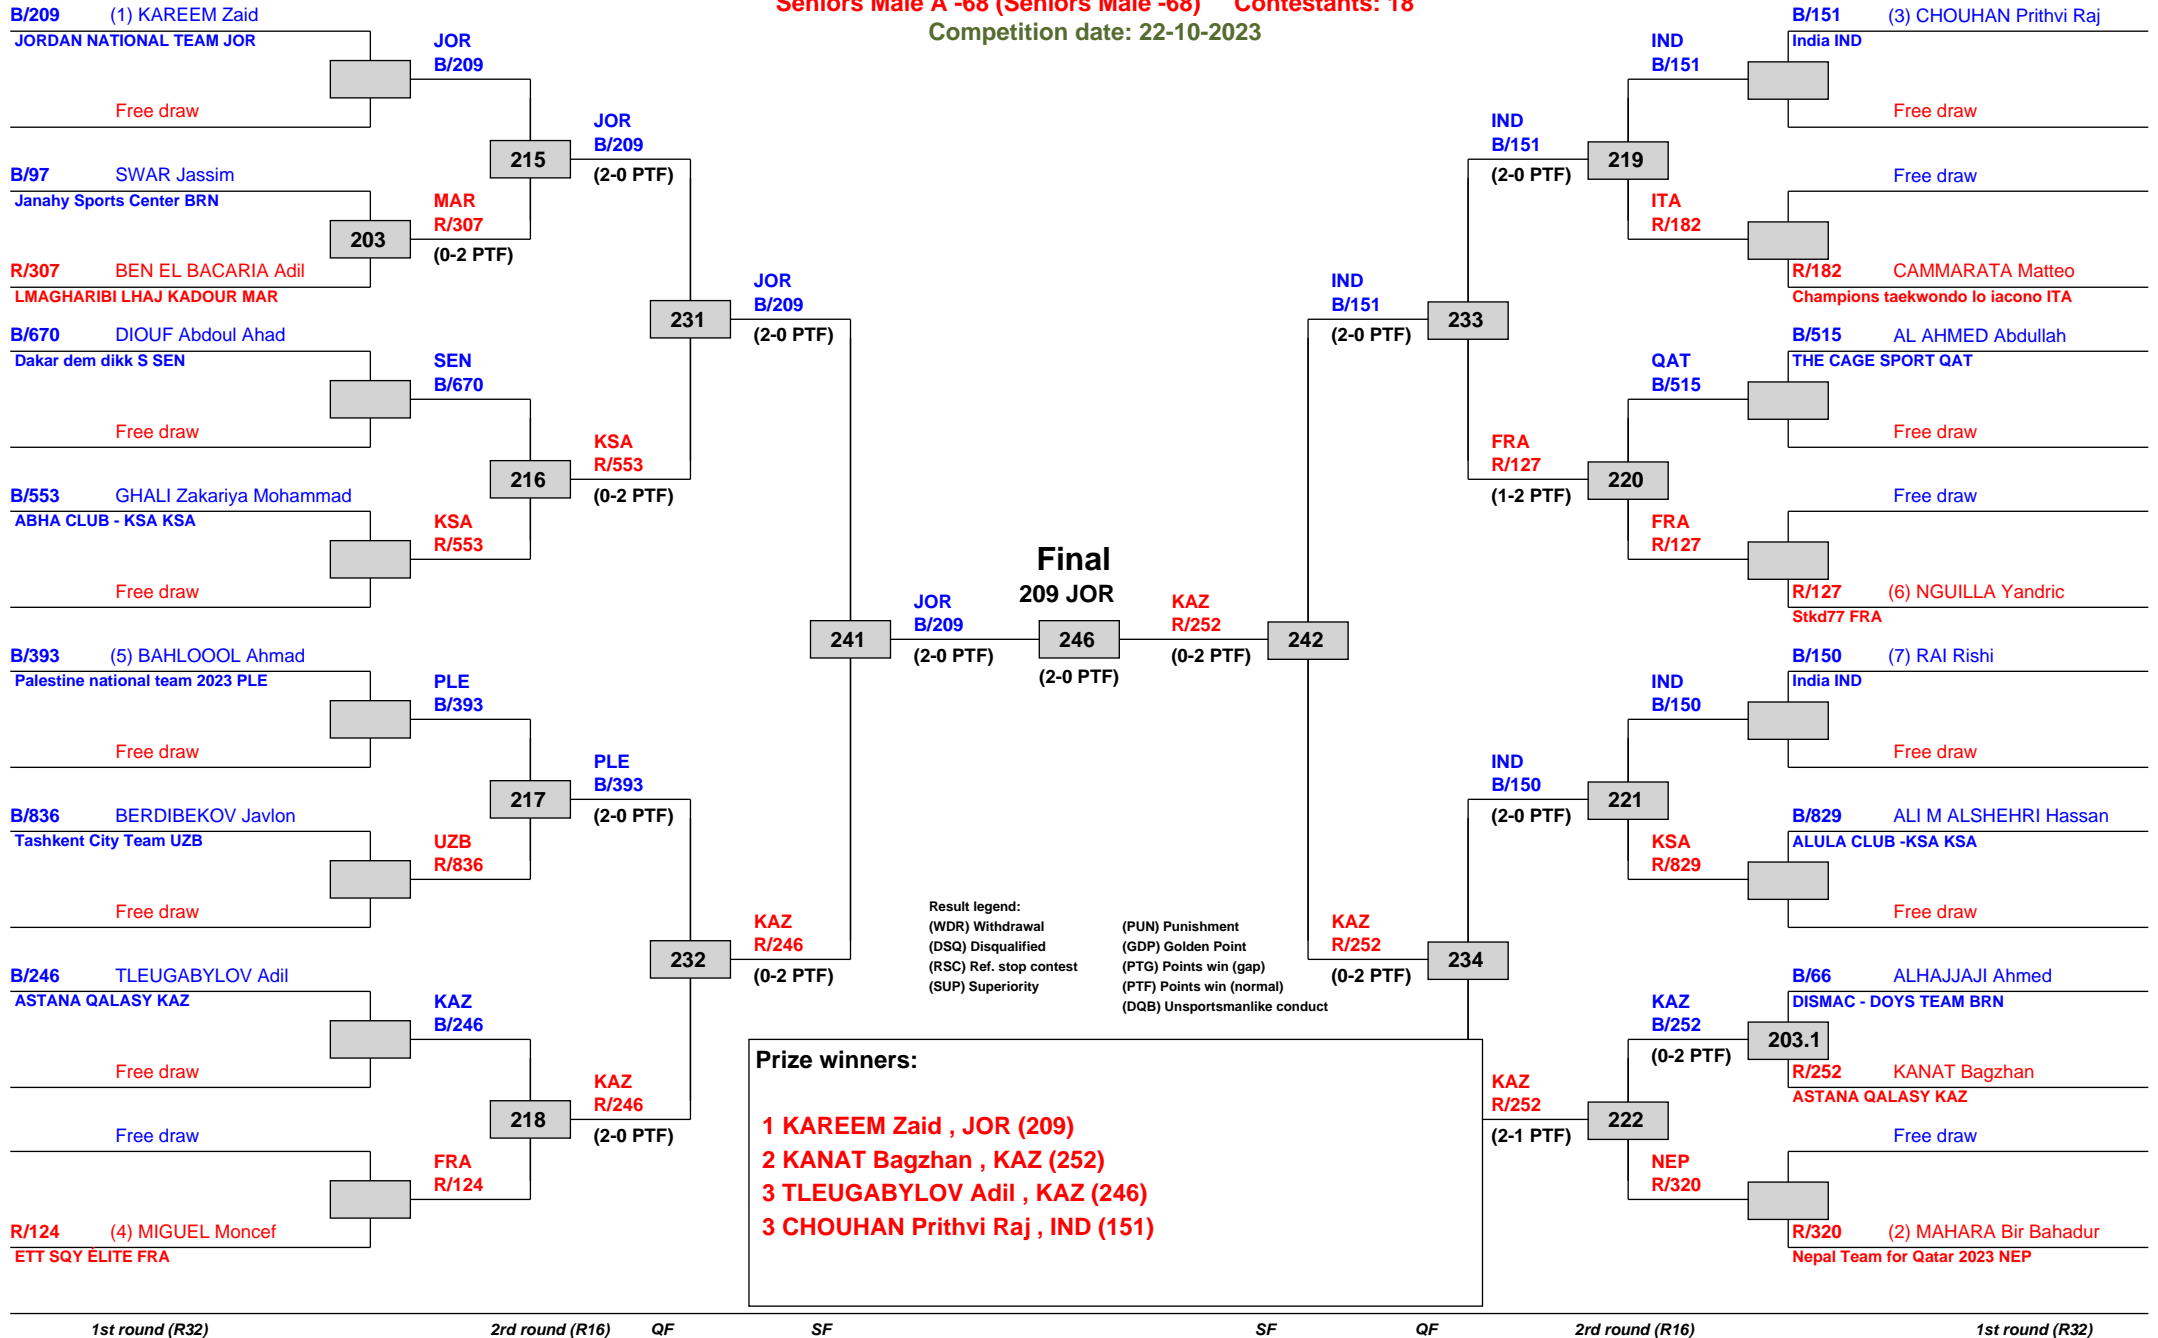 Seniors Male A -68 (Seniors Male -68) Contestants: 18
Competition date: 22-10-2023
B/209 (1) KAREEM Zaid
JORDAN NATIONAL TEAM JOR
Free draw
JOR
B/209
B/97 SWAR Jassim
Janahy Sports Center BRN
203
R/307 BEN EL BACARIA Adil
LMAGHARIBI LHAJ KADOUR MAR
MAR
R/307
(0-2 PTF)
215
JOR
B/209
(2-0 PTF)
B/670 DIOUF Abdoul Ahad
Dakar dem dikk S SEN
Free draw
SEN
B/670
B/553 GHALI Zakariya Mohammad
ABHA CLUB - KSA KSA
Free draw
KSA
R/553
216
KSA
R/553
(0-2 PTF)
231
JOR
B/209
(2-0 PTF)
B/393 (5) BAHLOOOL Ahmad
Palestine national team 2023 PLE
Free draw
PLE
B/393
B/836 BERDIBEKOV Javlon
Tashkent City Team UZB
Free draw
UZB
R/836
217
PLE
B/393
(2-0 PTF)
B/246 TLEUGABYLOV Adil
ASTANA QALASY KAZ
Free draw
KAZ
B/246
Free draw
R/124 (4) MIGUEL Moncef
ETT SQY ÉLITE FRA
FRA
R/124
218
KAZ
R/246
(2-0 PTF)
232
KAZ
R/246
(0-2 PTF)
241
JOR
B/209
(2-0 PTF)
Final
209 JOR
246
(2-0 PTF)
KAZ
R/252
(0-2 PTF)
242
IND
B/151
(2-0 PTF)
233
IND
B/151
(2-0 PTF)
219
IND
B/151
B/151 (3) CHOUHAN Prithvi Raj
India IND
Free draw
Free draw
ITA
R/182
R/182 CAMMARATA Matteo
Champions taekwondo lo iacono ITA
FRA
R/127
(1-2 PTF)
220
QAT
B/515
B/515 AL AHMED Abdullah
THE CAGE SPORT QAT
Free draw
Free draw
FRA
R/127
R/127 (6) NGUILLA Yandric
Stkd77 FRA
KAZ
R/252
(0-2 PTF)
234
IND
B/150
(2-0 PTF)
221
IND
B/150
B/150 (7) RAI Rishi
India IND
Free draw
KSA
R/829
B/829 ALI M ALSHEHRI Hassan
ALULA CLUB -KSA KSA
Free draw
KAZ
R/252
(2-1 PTF)
222
KAZ
B/252
(0-2 PTF)
203.1
B/66 ALHAJJAJI Ahmed
DISMAC - DOYS TEAM BRN
R/252 KANAT Bagzhan
ASTANA QALASY KAZ
Free draw
NEP
R/320
R/320 (2) MAHARA Bir Bahadur
Nepal Team for Qatar 2023 NEP
Result legend:
(WDR) Withdrawal (PUN) Punishment
(DSQ) Disqualified (GDP) Golden Point
(RSC) Ref. stop contest (PTG) Points win (gap)
(SUP) Superiority (PTF) Points win (normal)
(DQB) Unsportsmanlike conduct
Prize winners:
1 KAREEM Zaid , JOR (209)
2 KANAT Bagzhan , KAZ (252)
3 TLEUGABYLOV Adil , KAZ (246)
3 CHOUHAN Prithvi Raj , IND (151)
1st round (R32) 2rd round (R16) QF SF SF QF 2rd round (R16) 1st round (R32)